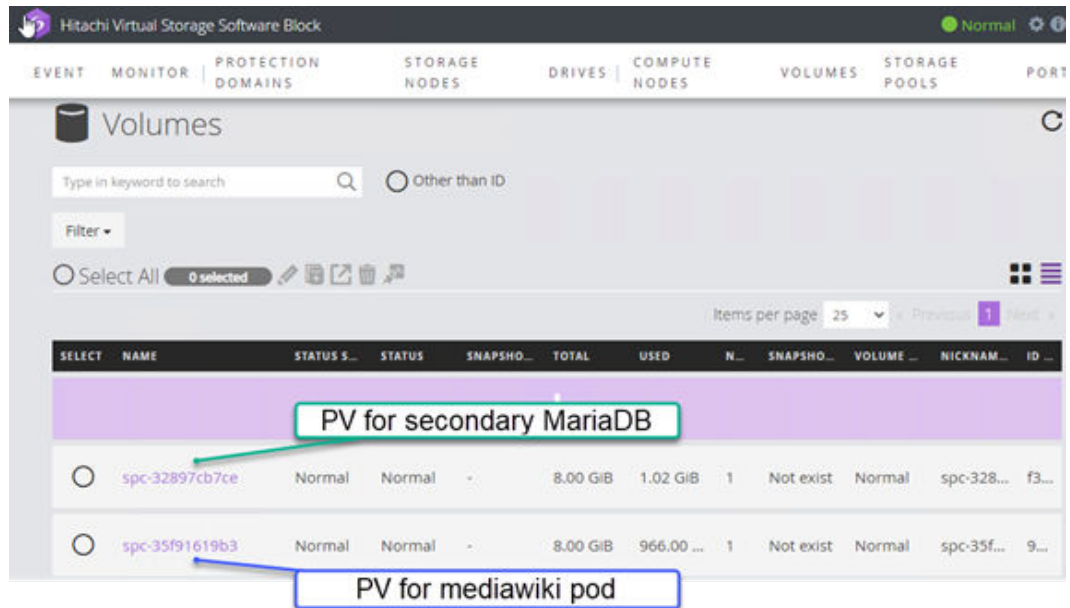 Hitachi Virtual Storage Software Block Normal
EVENT MONITOR PROTECTION DOMAINS STORAGE NODES DRIVES COMPUTE NODES VOLUMES STORAGE POOLS PORT
Volumes
Type in keyword to search Other than ID
Filter
Select All 0 selected
Items per page 25 « Previous 1 Next »
SELECT NAME STATUS S... STATUS SNAPSHO... TOTAL USED N... SNAPSHO... VOLUME ... NICKNAM... ID ...
PV for secondary MariaDB
spc-32897cb7ce Normal Normal - 8.00 GiB 1.02 GiB 1 Not exist Normal spc-328... f3...
spc-35f91619b3 Normal Normal - 8.00 GiB 966.00 ... 1 Not exist Normal spc-35f... 9...
PV for mediawiki pod